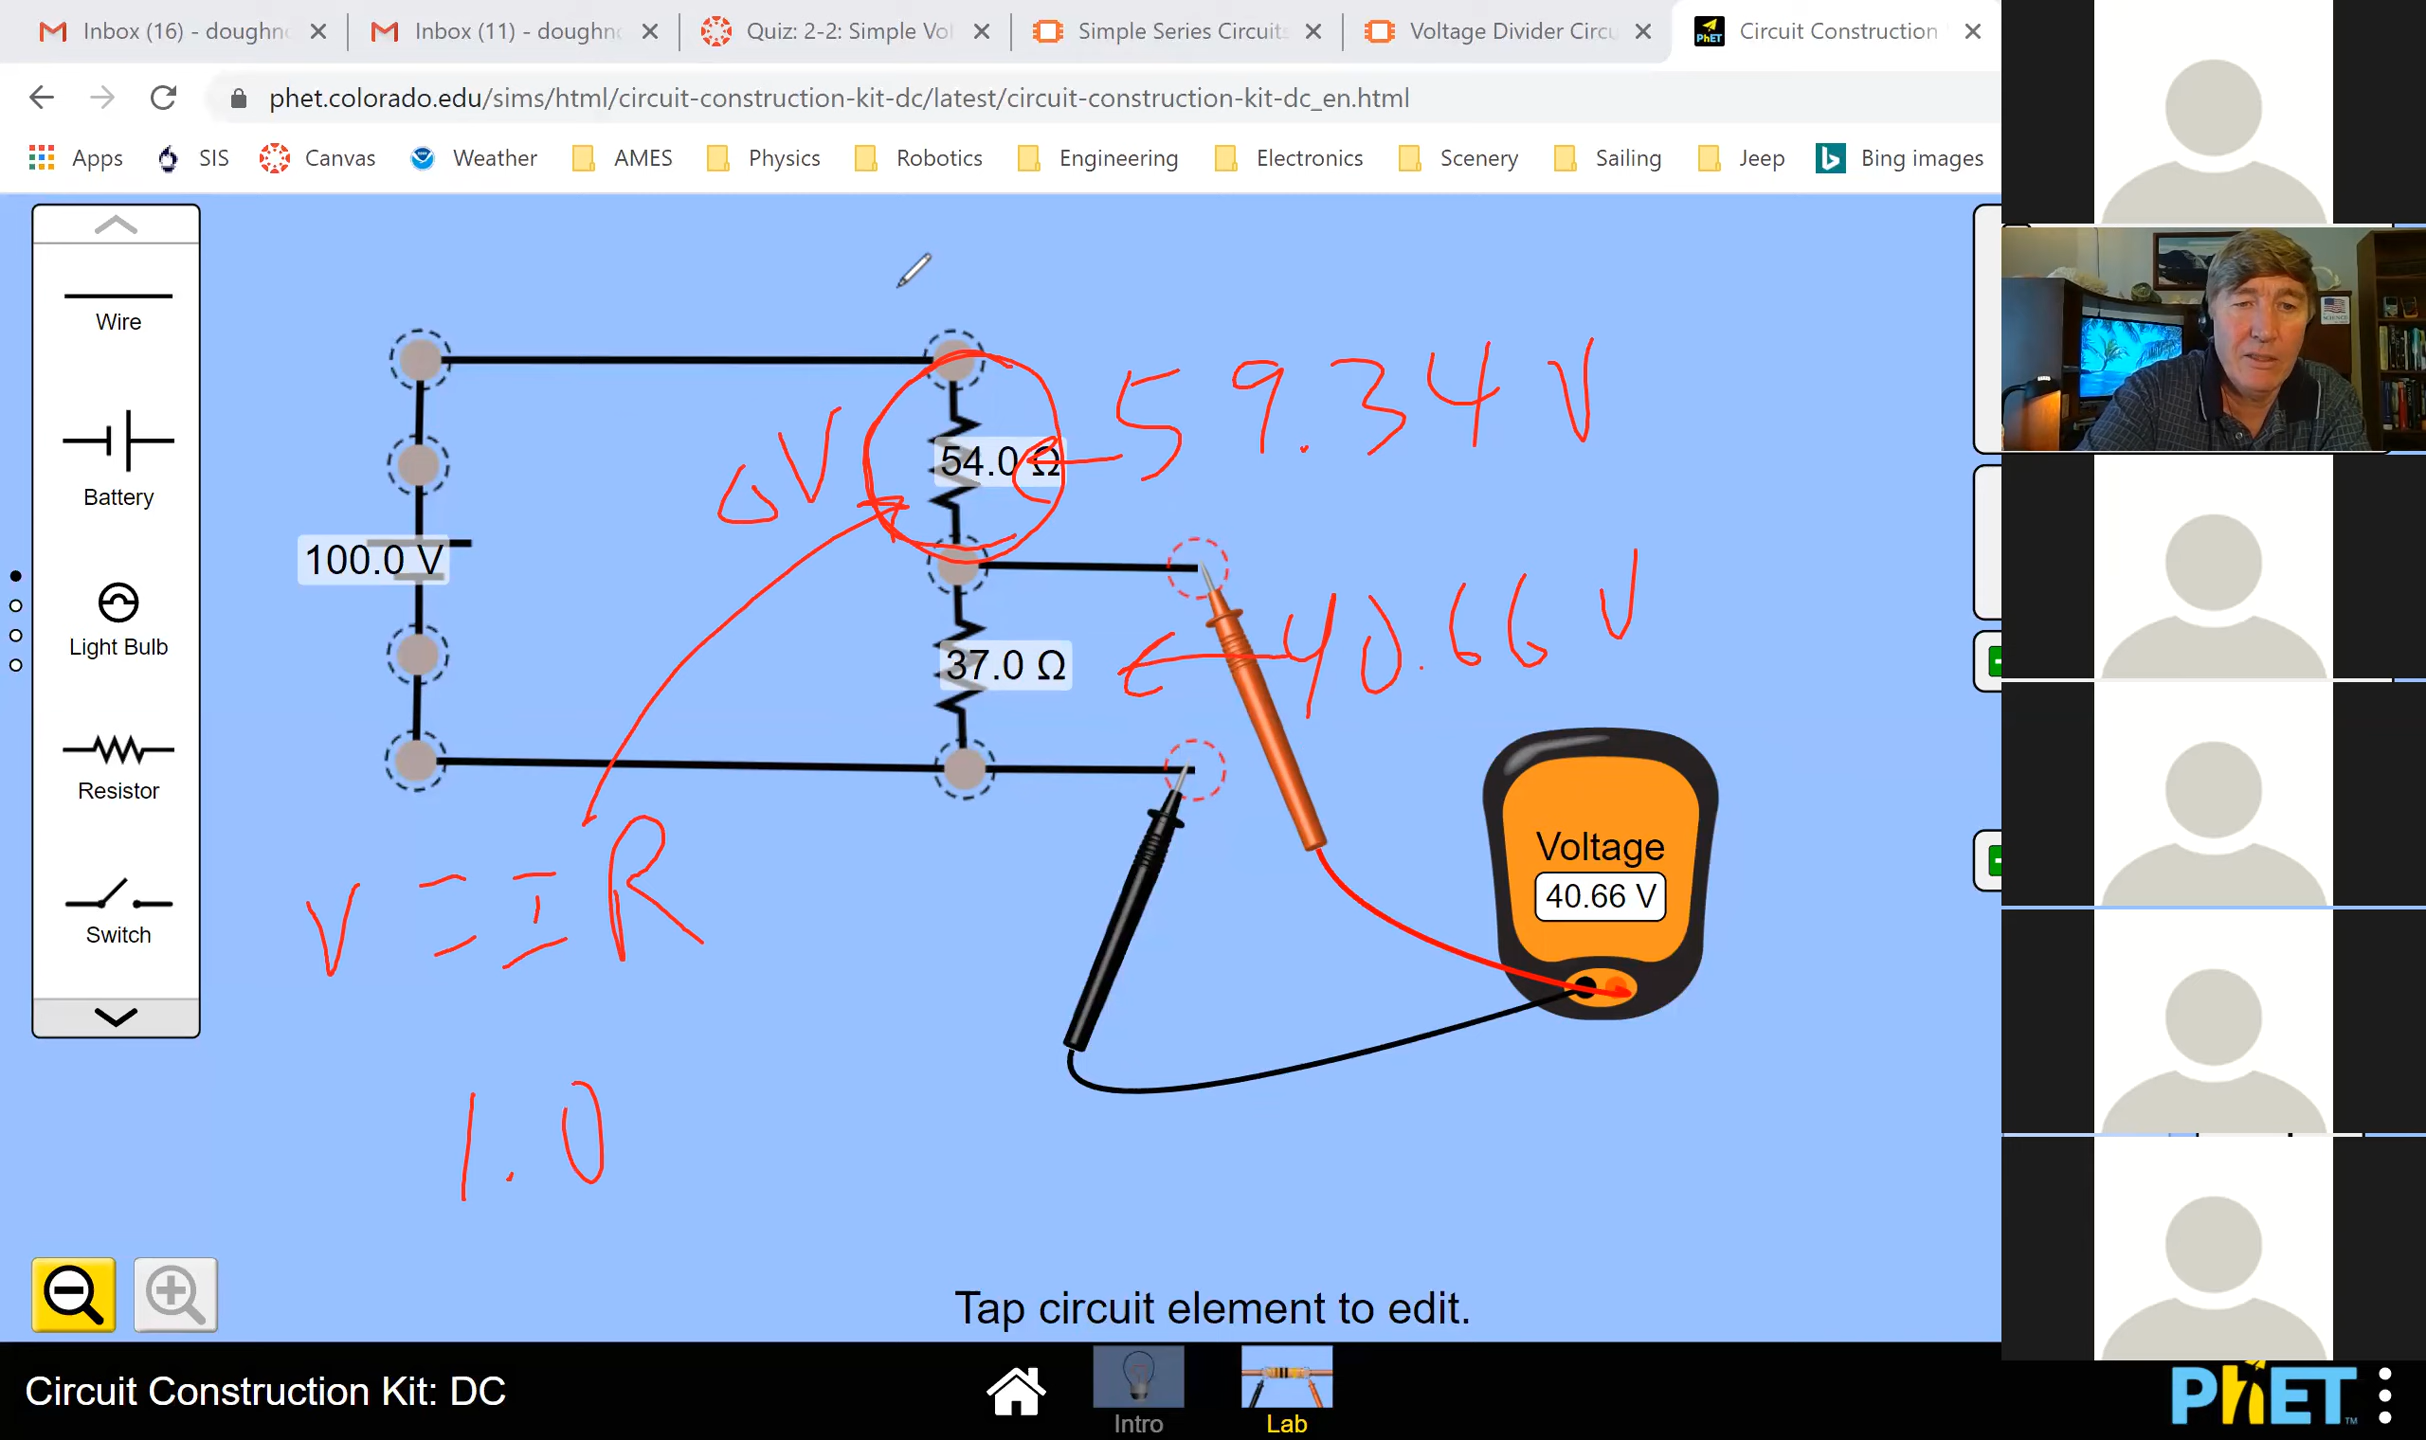 Inbox (16) - doughn
Inbox (11) - doughn
Quiz: 2-2: Simple Vol
Simple Series Circuits
Voltage Divider Circu
PhET
Circuit Construction
phet.colorado.edu/sims/html/circuit-construction-kit-dc/latest/circuit-construction-kit-dc_en.html
Apps SIS Canvas Weather AMES Physics Robotics Engineering Electronics Scenery Sailing Jeep Bing images
Wire
Battery
Light Bulb
Resistor
Switch
ΔV
54.0 Ω
59.34 V
100.0 V
37.0 Ω
40.66 V
V = IR
Voltage
40.66 V
1.0
Tap circuit element to edit.
Circuit Construction Kit: DC
Intro
Lab
PhET